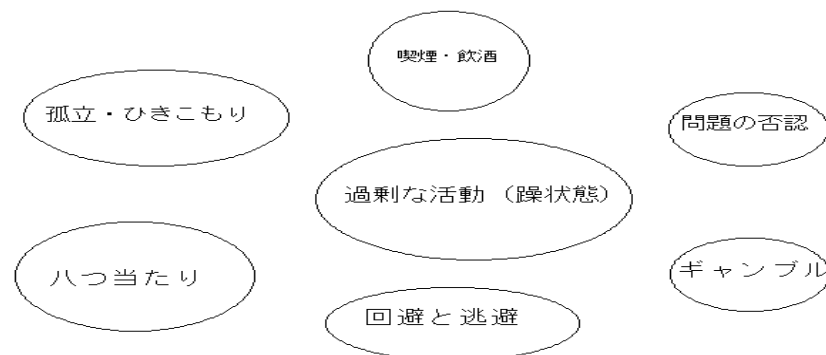 喫煙・飲酒
孤立・ひきこもり
問題の否認
過剰な活動（躁状態）
八つ当たり
ギャンブル
回避と逃避